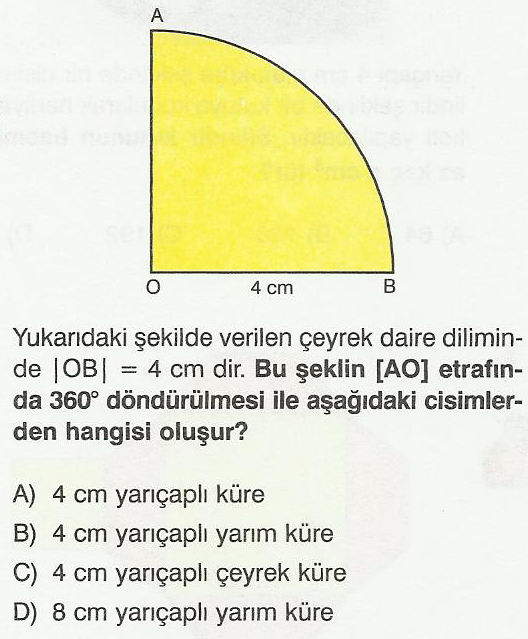 A
O
4 cm
B
Yukarıdaki şekilde verilen çeyrek daire dilimin-
de |OB| = 4 cm dir. Bu şeklin [AO] etrafın-
da 360° döndürülmesi ile aşağıdaki cisimler-
den hangisi oluşur?
A) 4 cm yarıçaplı küre
B) 4 cm yarıçaplı yarım küre
C) 4 cm yarıçaplı çeyrek küre
D) 8 cm yarıçaplı yarım küre